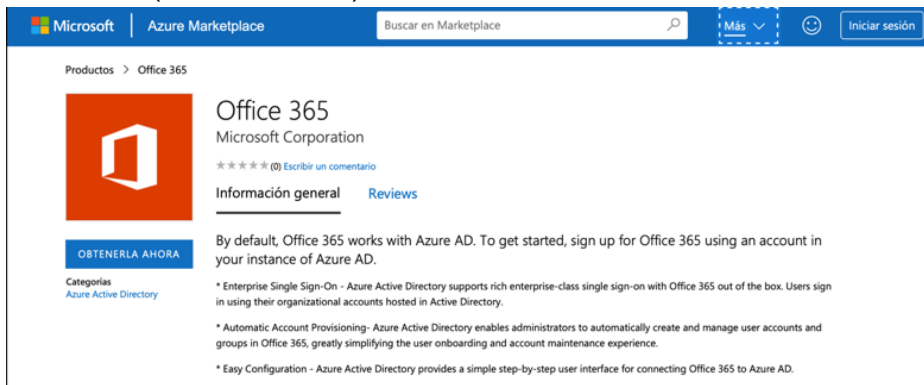 Microsoft
Azure Marketplace
Buscar en Marketplace
Más
Iniciar sesión
Productos > Office 365
Office 365
Microsoft Corporation
(0) Escribir un comentario
Información general
Reviews
OBTENERLA AHORA
Categorías
Azure Active Directory
By default, Office 365 works with Azure AD. To get started, sign up for Office 365 using an account in
your instance of Azure AD.
* Enterprise Single Sign-On - Azure Active Directory supports rich enterprise-class single sign-on with Office 365 out of the box. Users sign
in using their organizational accounts hosted in Active Directory.
* Automatic Account Provisioning- Azure Active Directory enables administrators to automatically create and manage user accounts and
groups in Office 365, greatly simplifying the user onboarding and account maintenance experience.
* Easy Configuration - Azure Active Directory provides a simple step-by-step user interface for connecting Office 365 to Azure AD.